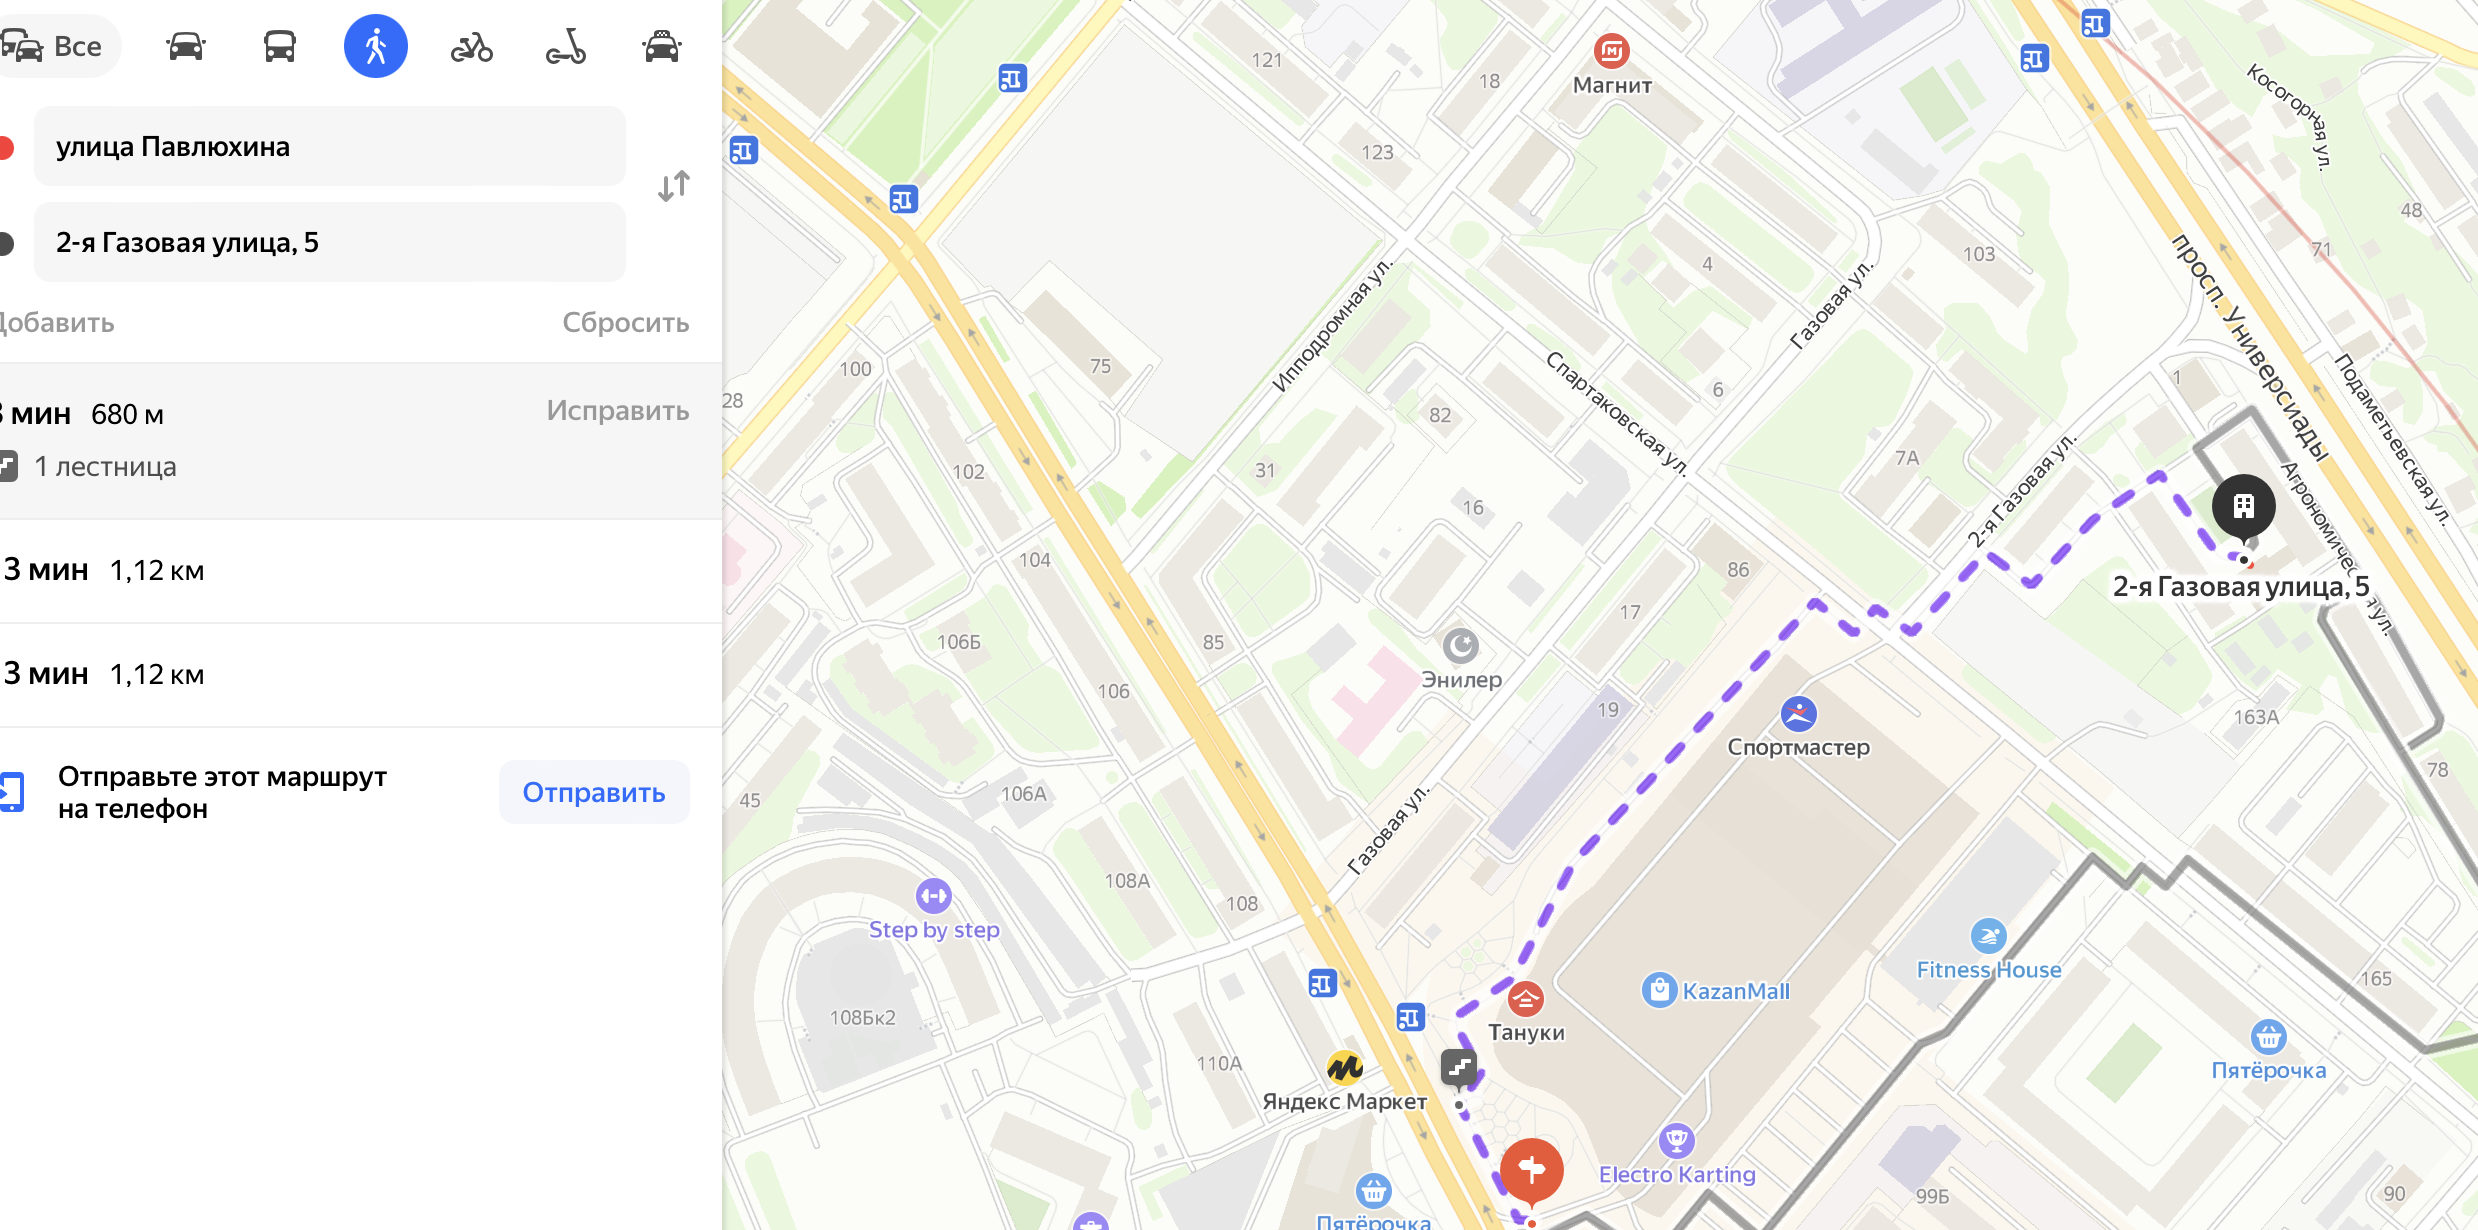 Все
улица Павлюхина
2-я Газовая улица, 5
Добавить
Сбросить
мин 680 м
Исправить
1 лестница
3 мин 1,12 км
3 мин 1,12 км
Отправьте этот маршрут
на телефон
Отправить
121
18
Магнит
123
4
103
Косогорная ул.
48
71
просп. Универсиады
Подаметьевская ул.
Ипподромная ул.
Газовая ул.
Спартаковская ул.
75
100
28
82
6
1
7А
31
102
16
2-я Газовая ул.
104
86
17
2-я Газовая улица, 5
106Б
85
Энилер
106
19
Спортмастер
163А
78
45
106А
Газовая ул.
108А
108
Step by step
Fitness House
165
KazanMall
108Бк2
Тануки
110А
Яндекс Маркет
Пятёрочка
Electro Karting
99Б
90
Пятёрочка